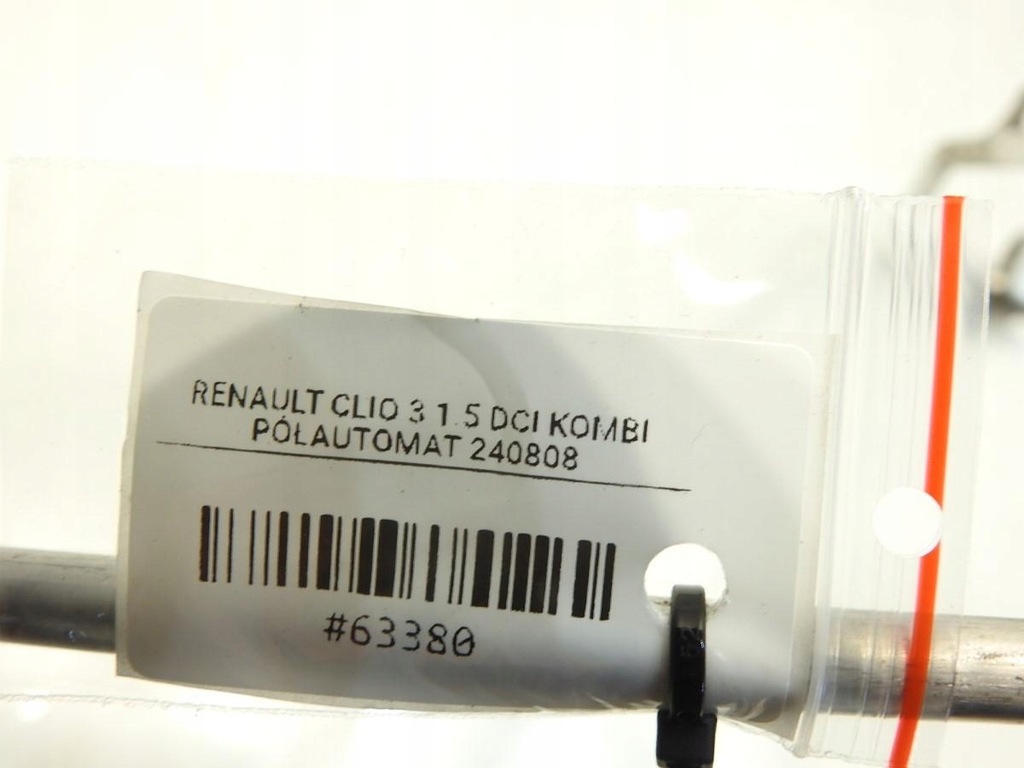 RENAULT CLIO 3 1.5 DCI KOMBI
PÓŁAUTOMAT 240808
#63380